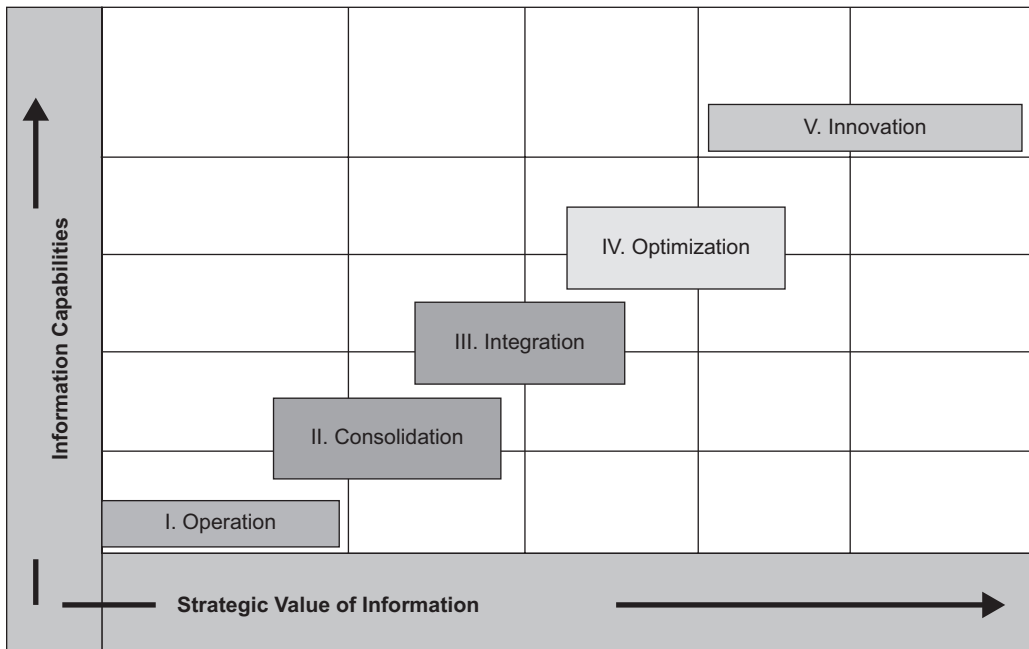 V. Innovation
IV. Optimization
III. Integration
II. Consolidation
I. Operation
Information Capabilities
Strategic Value of Information